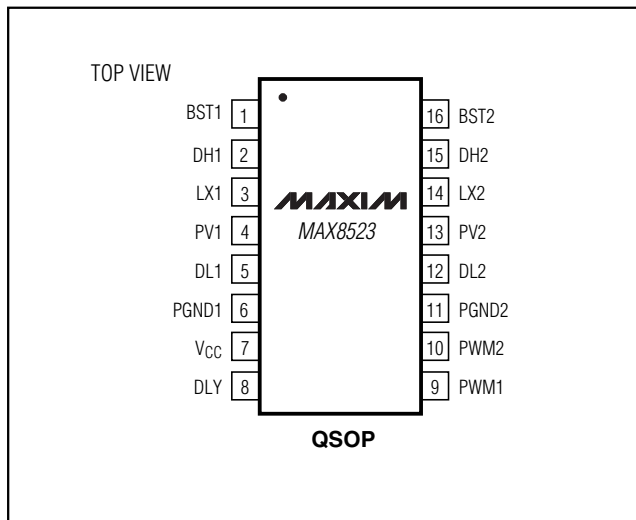 TOP VIEW
BST1 1 16 BST2
DH1 2 15 DH2
LX1 3 14 LX2
MAXIM
PV1 4 MAX8523 13 PV2
DL1 5 12 DL2
PGND1 6 11 PGND2
VCC 7 10 PWM2
DLY 8 9 PWM1
QSOP